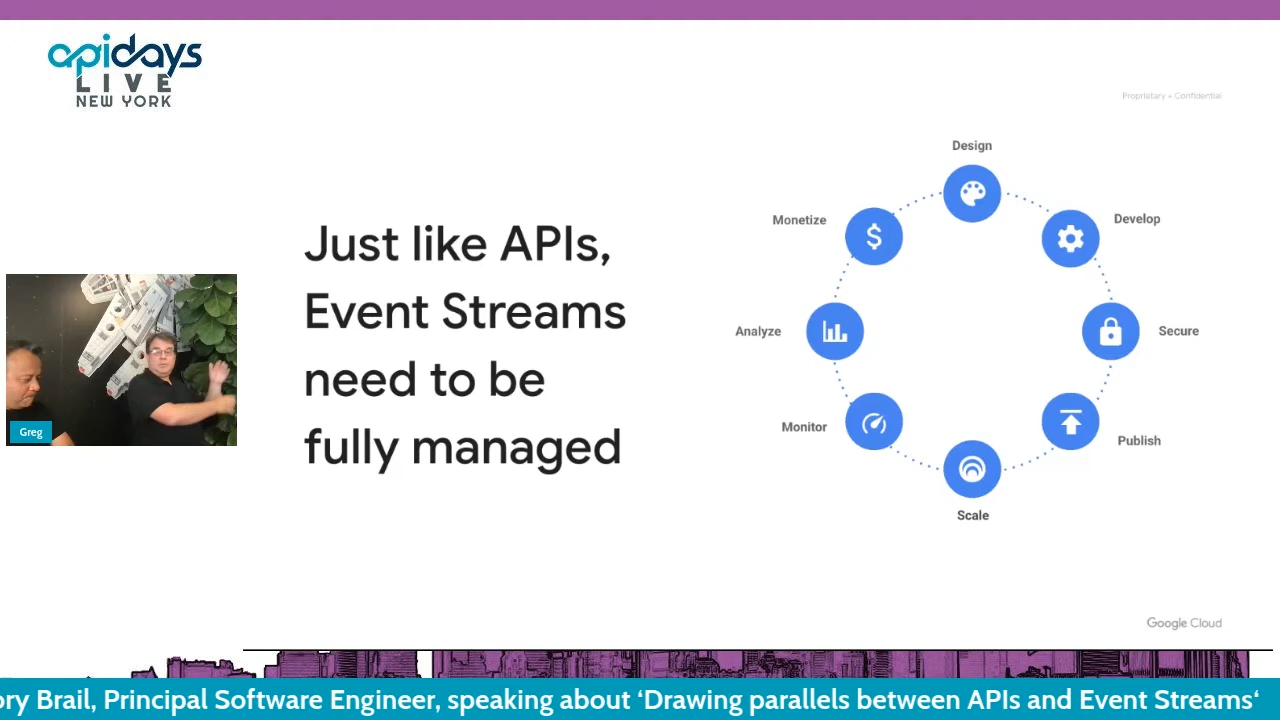 apidays
LIVE
NEW YORK
Proprietary + Confidential
Just like APIs,
Event Streams
need to be
fully managed
Design
Develop
Secure
Publish
Scale
Monitor
Analyze
Monetize
Greg
Google Cloud
ory Brail, Principal Software Engineer, speaking about ‘Drawing parallels between APIs and Event Streams‘